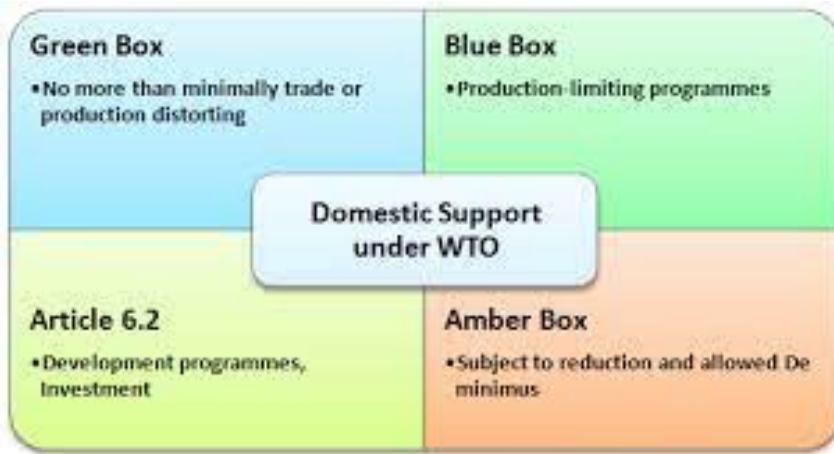 Green Box
•No more than minimally trade or
production distorting
Blue Box
•Production-limiting programmes
Domestic Support
under WTO
Article 6.2
•Development programmes,
Investment
Amber Box
•Subject to reduction and allowed De
minimus